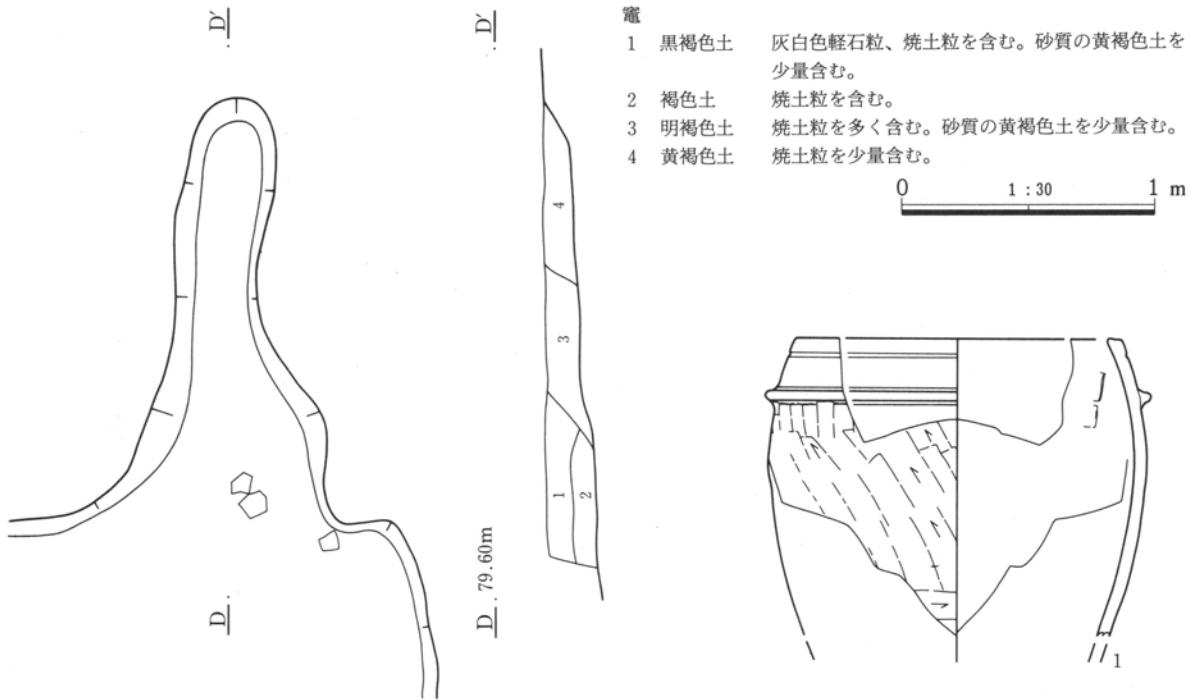 竈
1 黒褐色土 灰白色軽石粒、焼土粒を含む。砂質の黄褐色土を
少量含む。
2 褐色土 焼土粒を含む。
3 明褐色土 焼土粒を多く含む。砂質の黄褐色土を少量含む。
4 黄褐色土 焼土粒を少量含む。
0 1:30 1 m
D′
D′
4
3
1
2
D
D 79.60m
1